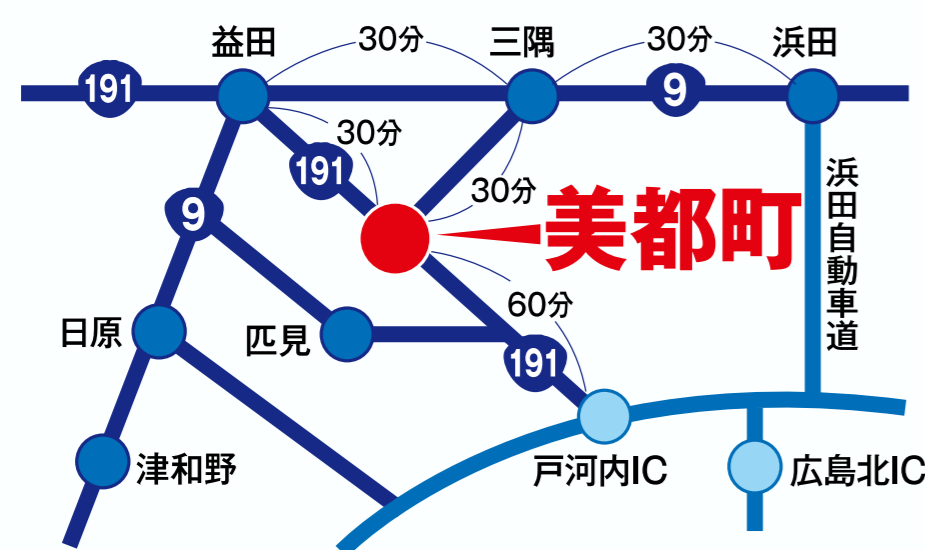 益田
30分
三隅
30分
浜田
191
9
30分
191
30分
浜田自動車道
9
美都町
60分
日原
匹見
191
津和野
戸河内IC
広島北IC